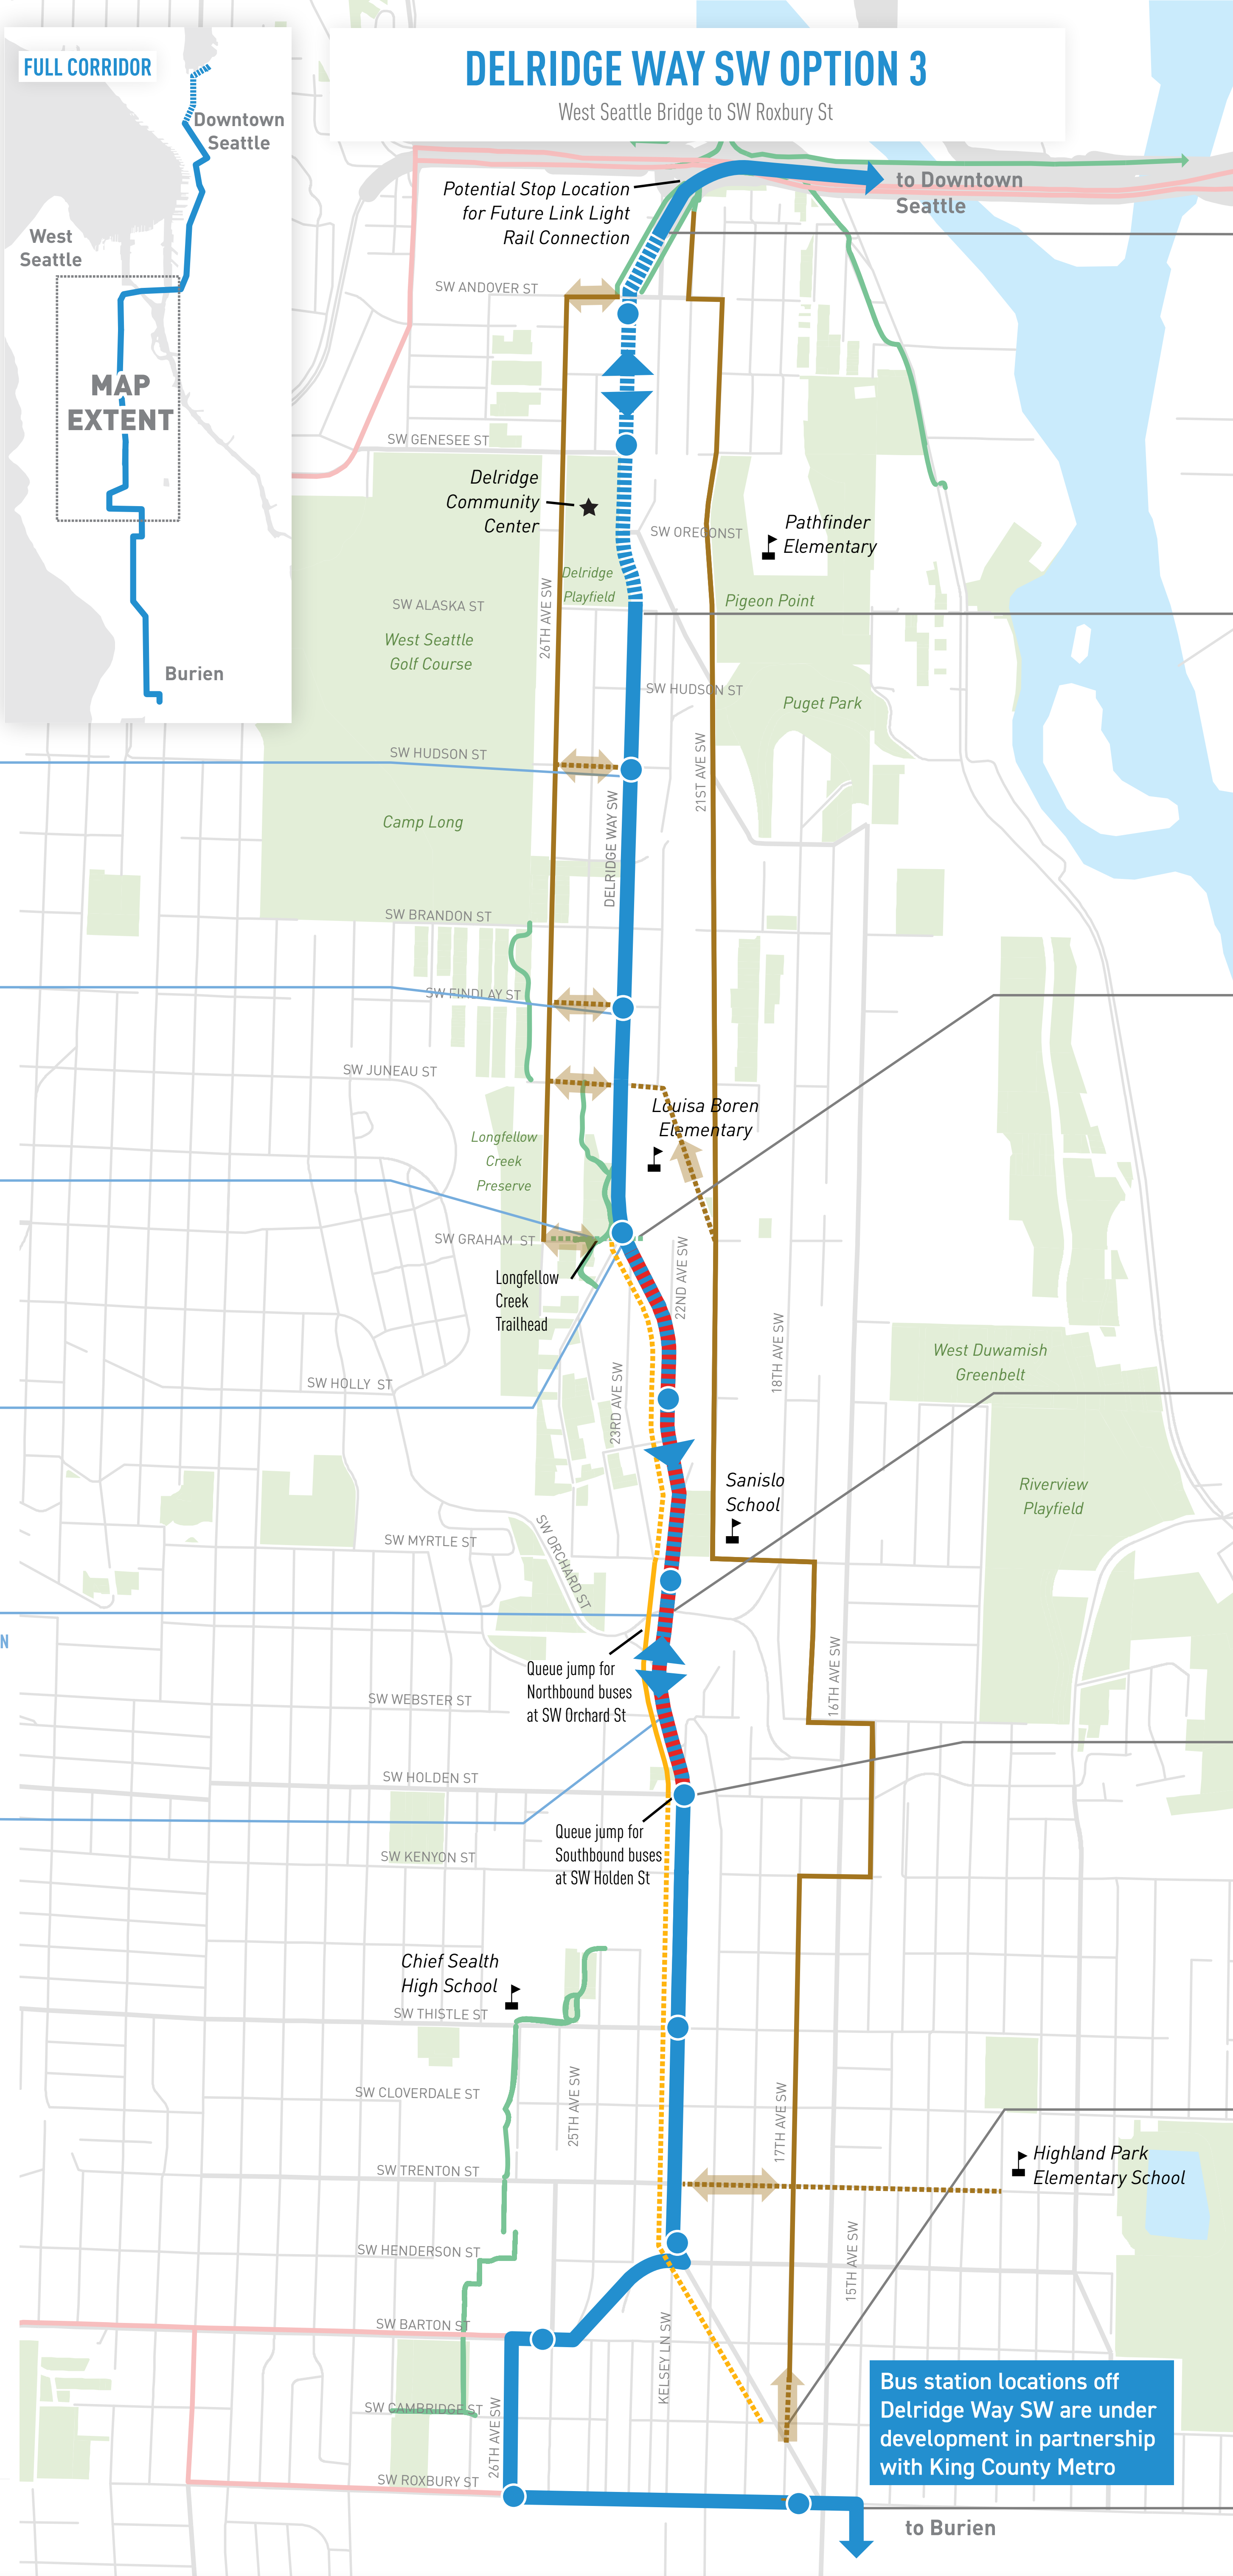 FULL CORRIDOR
Downtown
Seattle
West
Seattle
MAP
EXTENT
Burien
DELRIDGE WAY SW OPTION 3
West Seattle Bridge to SW Roxbury St
Potential Stop Location
for Future Link Light
Rail Connection
to Downtown
Seattle
SW ANDOVER ST
SW GENESEE ST
Delridge
Community
Center
SW OREGONST
Pathfinder
Elementary
Delridge
Playfield
26TH AVE SW
SW ALASKA ST
Pigeon Point
West Seattle
Golf Course
SW HUDSON ST
Puget Park
21ST AVE SW
SW HUDSON ST
DELRIDGE WAY SW
Camp Long
SW BRANDON ST
SW FINDLAY ST
SW JUNEAU ST
Louisa Boren
Elementary
Longfellow
Creek
Preserve
SW GRAHAM ST
22ND AVE SW
Longfellow
Creek
Trailhead
18TH AVE SW
West Duwamish
Greenbelt
SW HOLLY ST
23RD AVE SW
Sanislo
School
Riverview
Playfield
SW ORCHARD ST
SW MYRTLE ST
N
Queue jump for
Northbound buses
at SW Orchard St
16TH AVE SW
SW WEBSTER ST
SW HOLDEN ST
Queue jump for
Southbound buses
at SW Holden St
SW KENYON ST
Chief Sealth
High School
SW THISTLE ST
25TH AVE SW
17TH AVE SW
SW CLOVERDALE ST
Highland Park
Elementary School
SW TRENTON ST
15TH AVE SW
SW HENDERSON ST
SW BARTON ST
KELSEY LN SW
Bus station locations off
Delridge Way SW are under
development in partnership
with King County Metro
SW CAMBRIDGE ST
26TH AVE SW
SW ROXBURY ST
to Burien